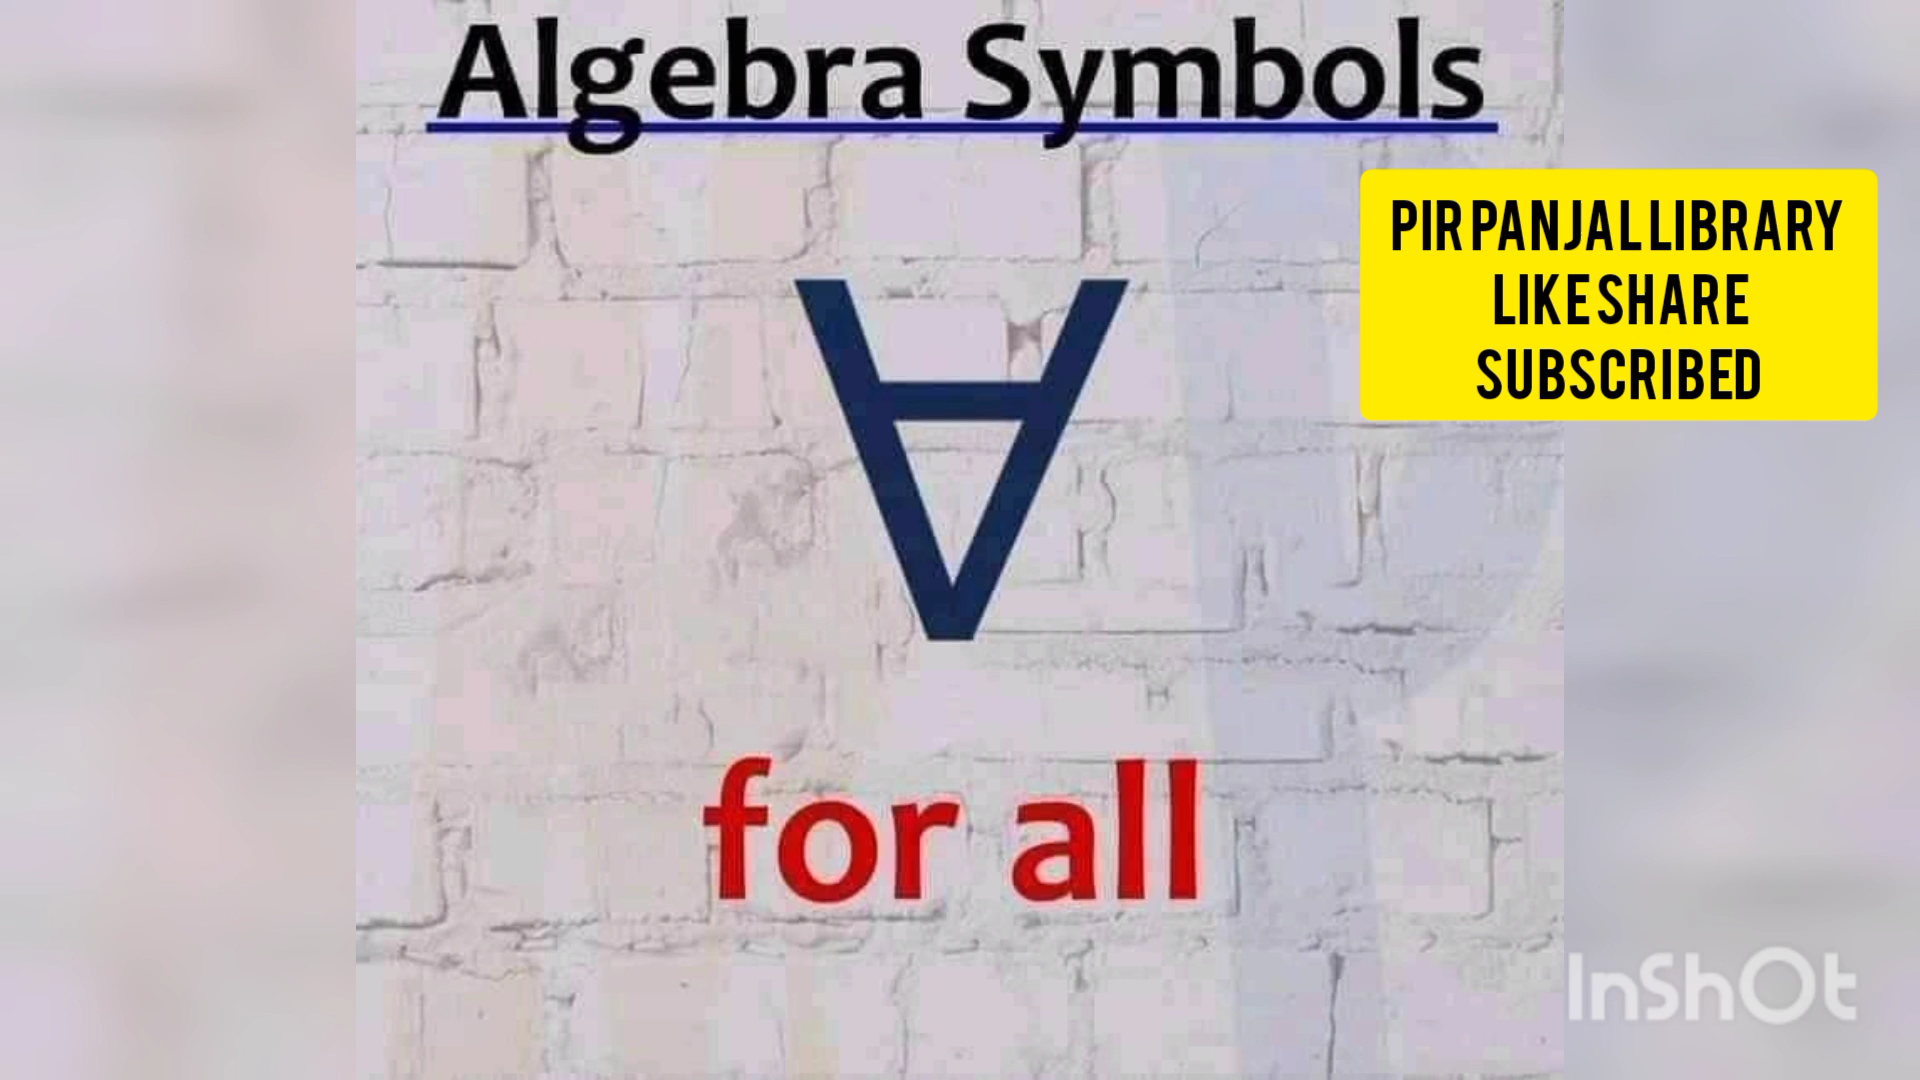 Algebra Symbols
PIR PANJAL LIBRARY
LIKE SHARE
SUBSCRIBED
∀
for all
InShOt